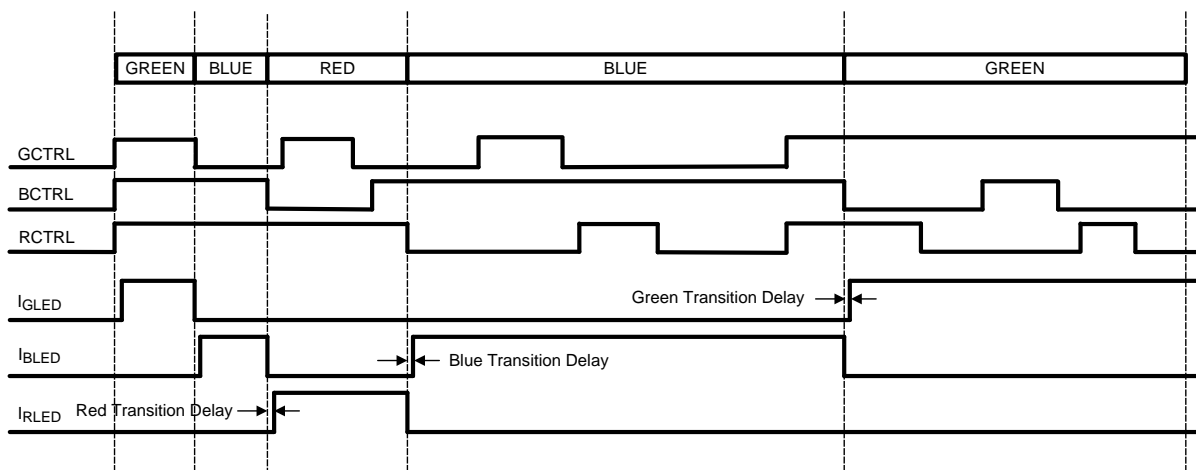 GREEN BLUE RED BLUE GREEN
GCTRL
BCTRL
RCTRL
IGLED
Green Transition Delay
IBLED
Blue Transition Delay
IRLED
Red Transition Delay